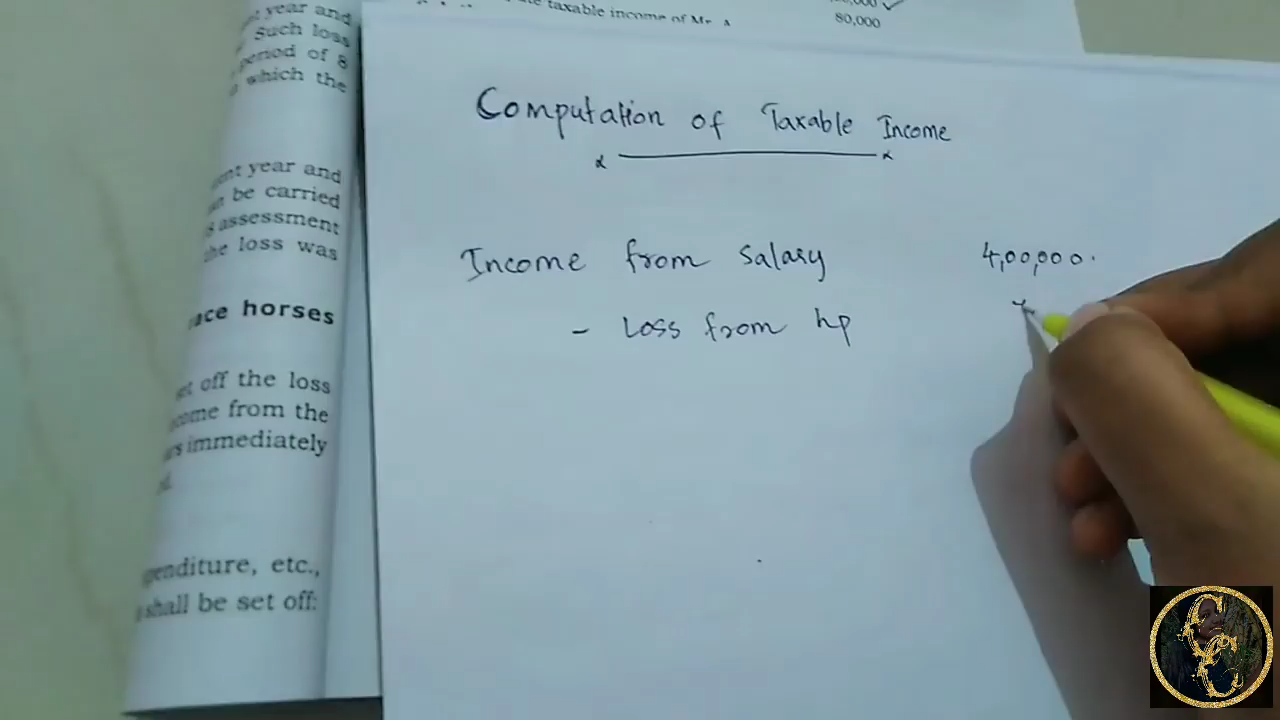 year and
Such loss
period of 8
which the
taxable income of Mr. A
80,000
Computation of Taxable Income
Income from salary 4,00,000.
- Loss from hp
year and
be carried
assessment
the loss was
race horses
set off the loss
income from the
immediately
etc.,
shall be set off: